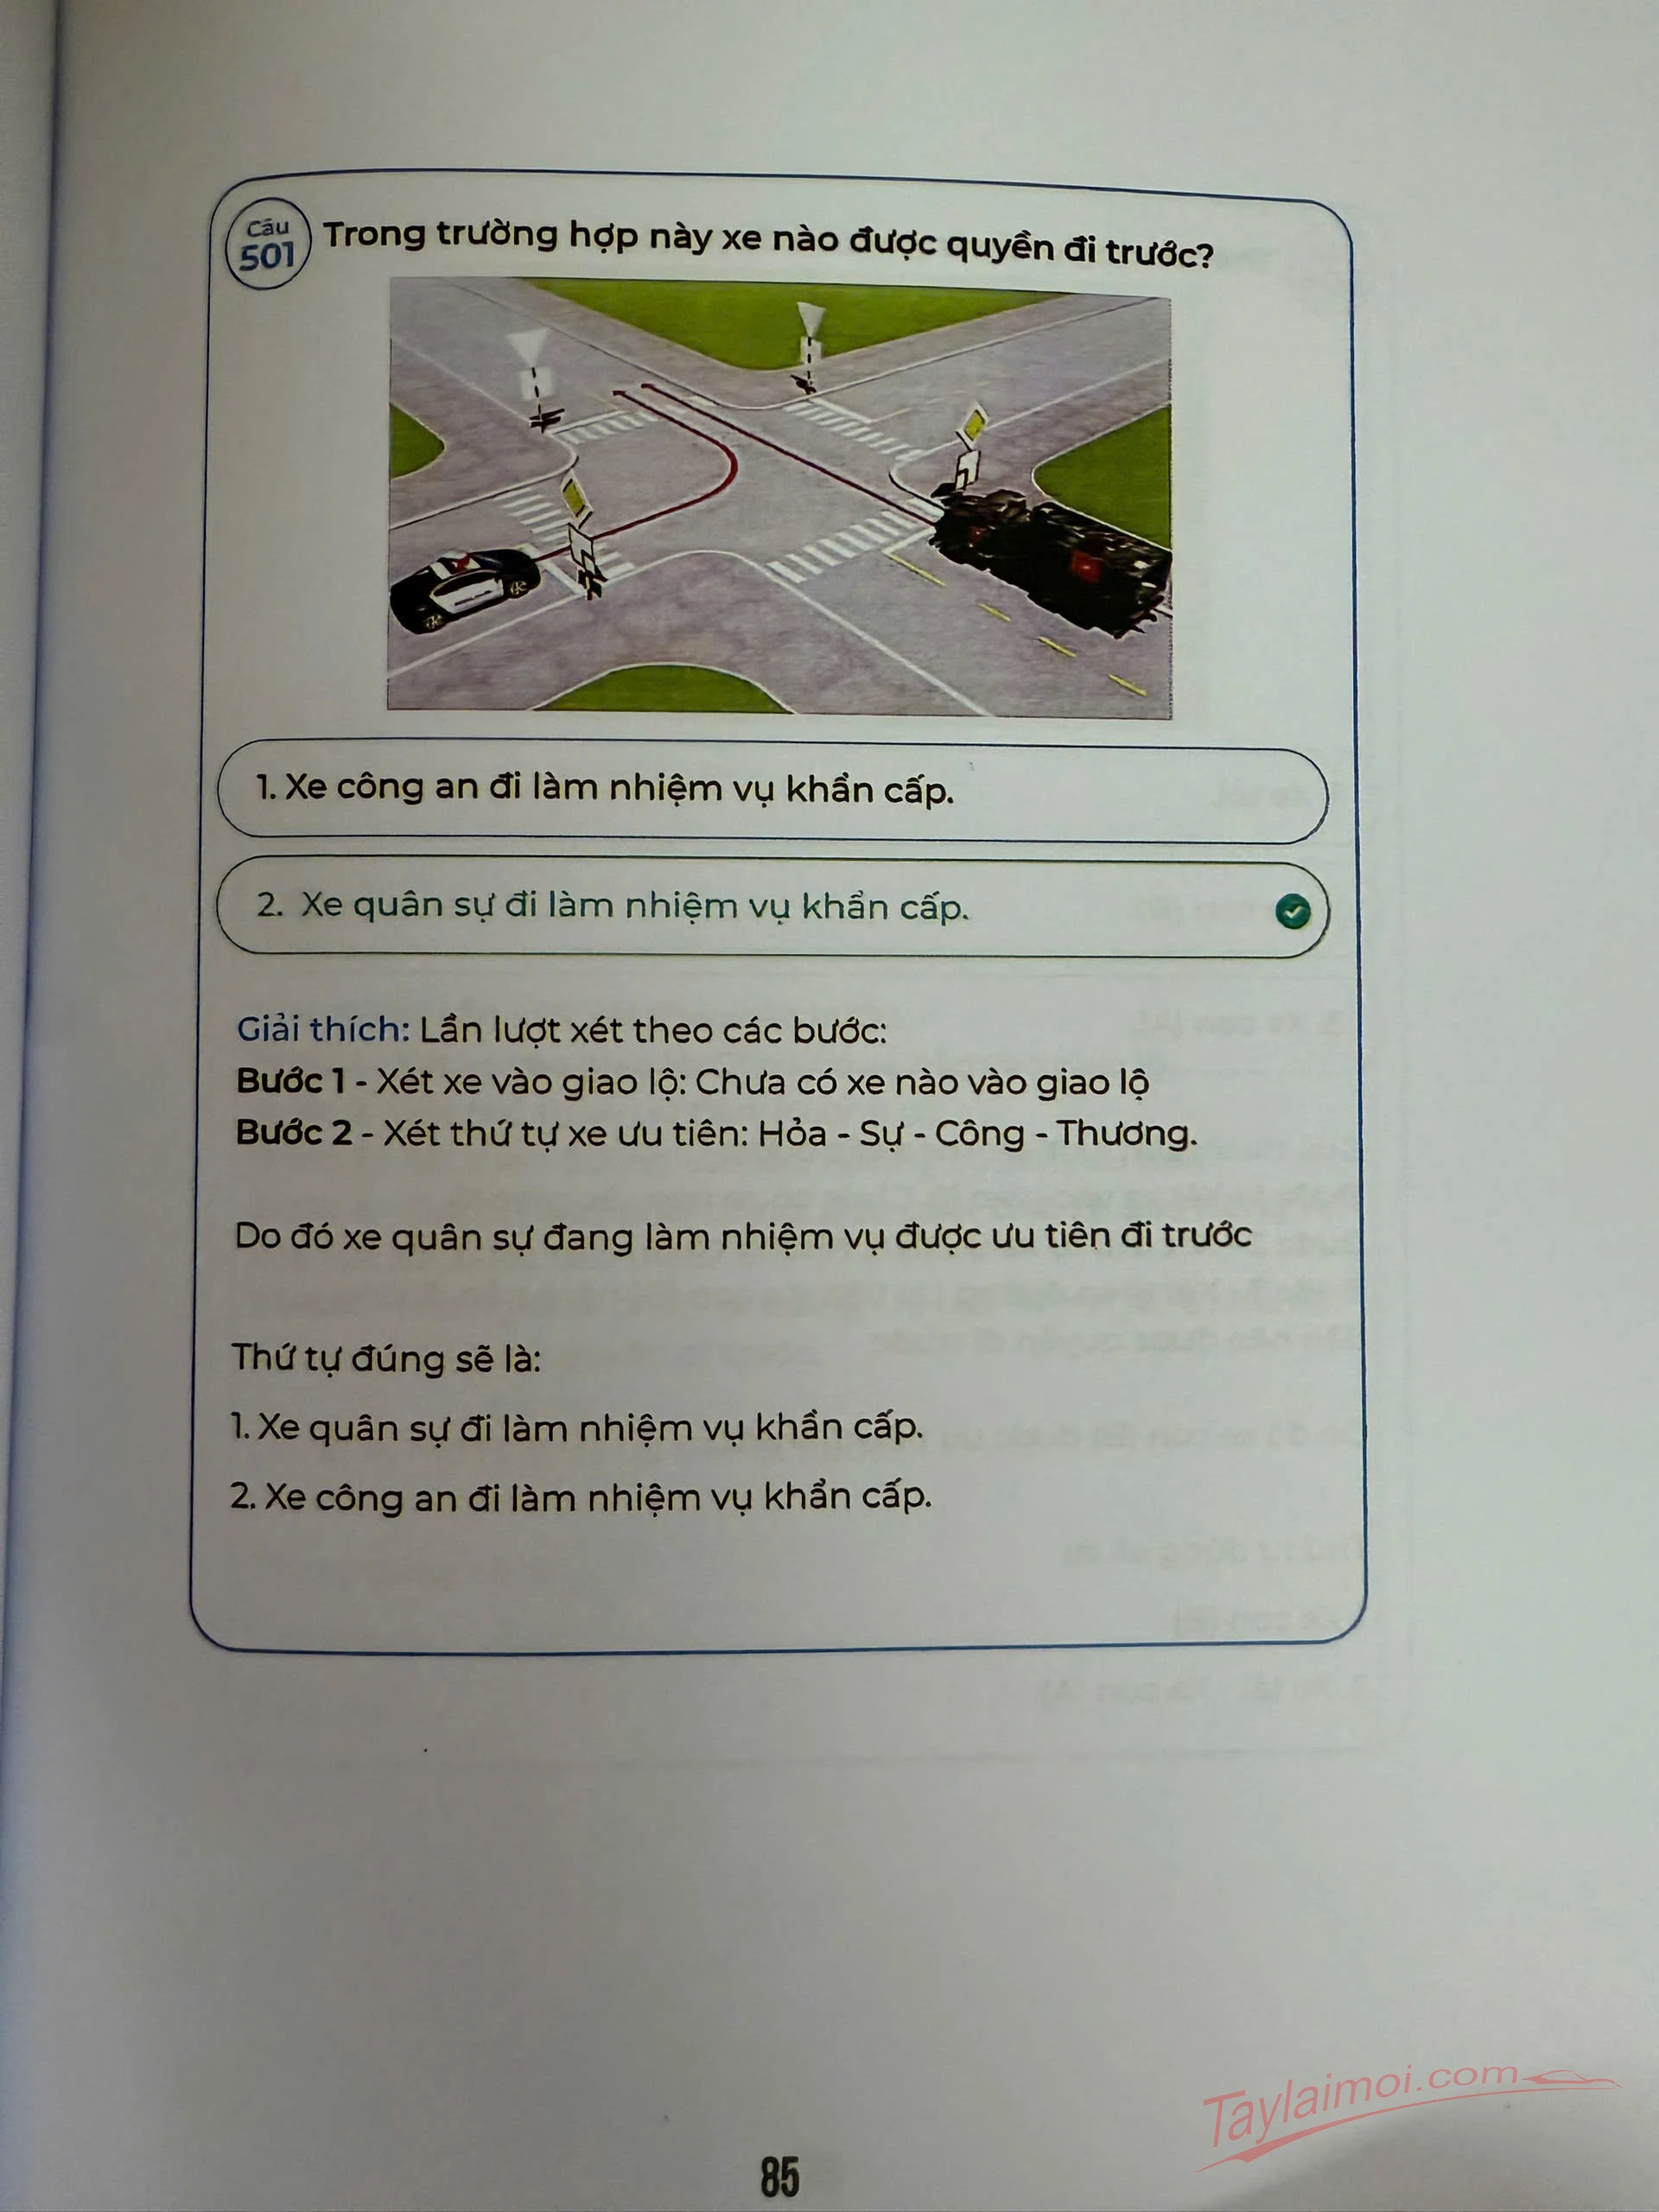 Câu
501
Trong trường hợp này xe nào được quyền đi trước?
1. Xe công an đi làm nhiệm vụ khẩn cấp.
2. Xe quân sự đi làm nhiệm vụ khẩn cấp.
Giải thích: Lần lượt xét theo các bước:
Bước 1 - Xét xe vào giao lộ: Chưa có xe nào vào giao lộ
Bước 2 - Xét thứ tự xe ưu tiên: Hỏa - Sự - Công - Thương.
Do đó xe quân sự đang làm nhiệm vụ được ưu tiên đi trước
Thứ tự đúng sẽ là:
1. Xe quân sự đi làm nhiệm vụ khẩn cấp.
2. Xe công an đi làm nhiệm vụ khẩn cấp.
Taylaimoi.com
85